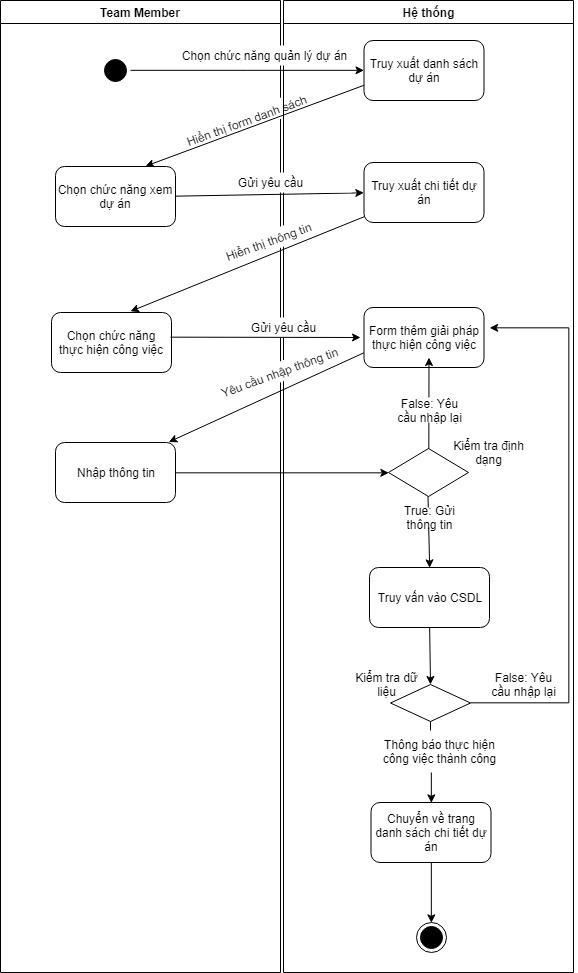 Team Member
Hệ thống
Chọn chức năng quản lý dự án
Truy xuất danh sách
dự án
Hiển thị form danh sách
Chọn chức năng xem
dự án
Gửi yêu cầu
Truy xuất chi tiết dự
án
Hiển thị thông tin
Chọn chức năng
thực hiện công việc
Gửi yêu cầu
Form thêm giải pháp
thực hiện công việc
Yêu cầu nhập thông tin
False: Yêu
cầu nhập lại
Kiểm tra định
dạng
Nhập thông tin
True: Gửi
thông tin
Truy vấn vào CSDL
Kiểm tra dữ
liệu
False: Yêu
cầu nhập lại
Thông báo thực hiện
công việc thành công
Chuyển về trang
danh sách chi tiết dự
án